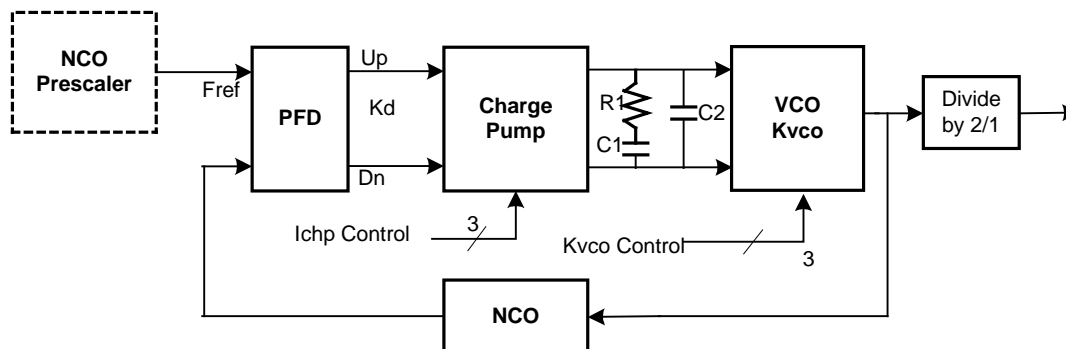 NCO
Prescaler
Fref
PFD
Up
Kd
Dn
Charge
Pump
R1
C1
C2
VCO
Kvco
Divide
by 2/1
Ichp Control
3
Kvco Control
3
NCO